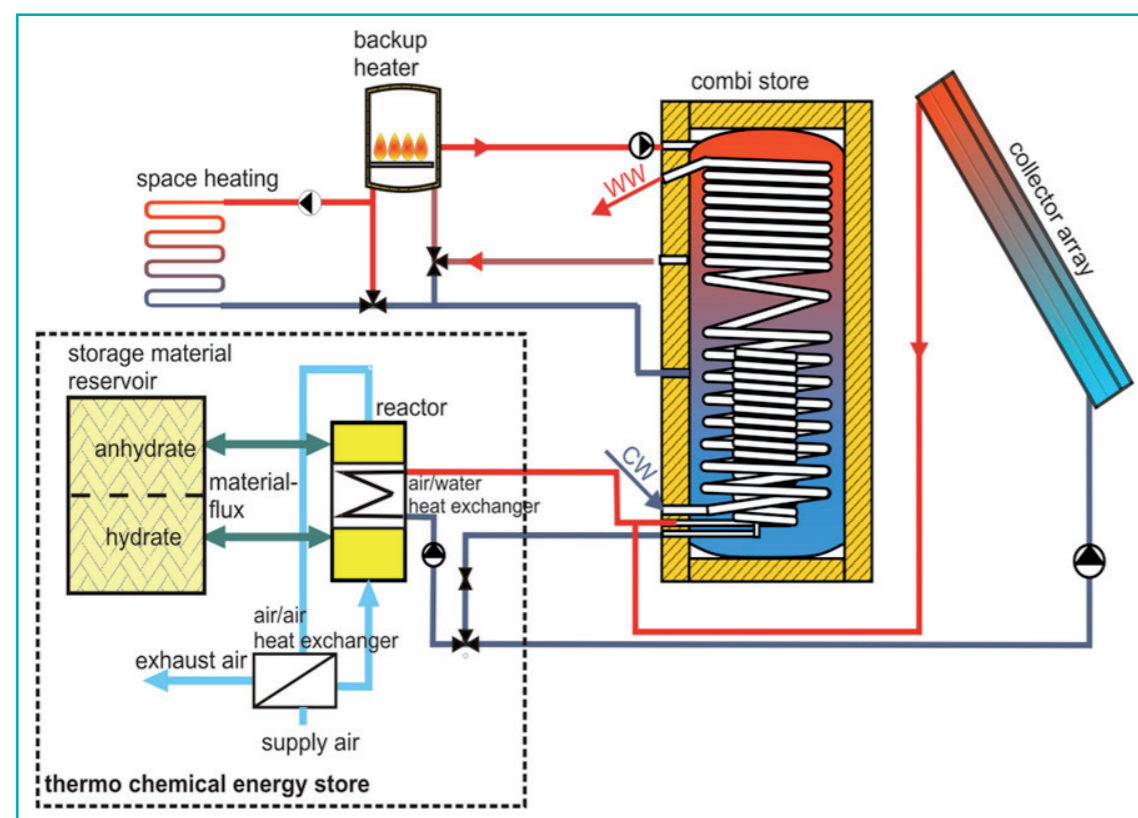 backup
heater
combi store
space heating
WW
collector array
storage material
reservoir
reactor
anhydrate
material-
flux
air/water
heat exchanger
hydrate
CW
air/air
heat exchanger
exhaust air
supply air
thermo chemical energy store